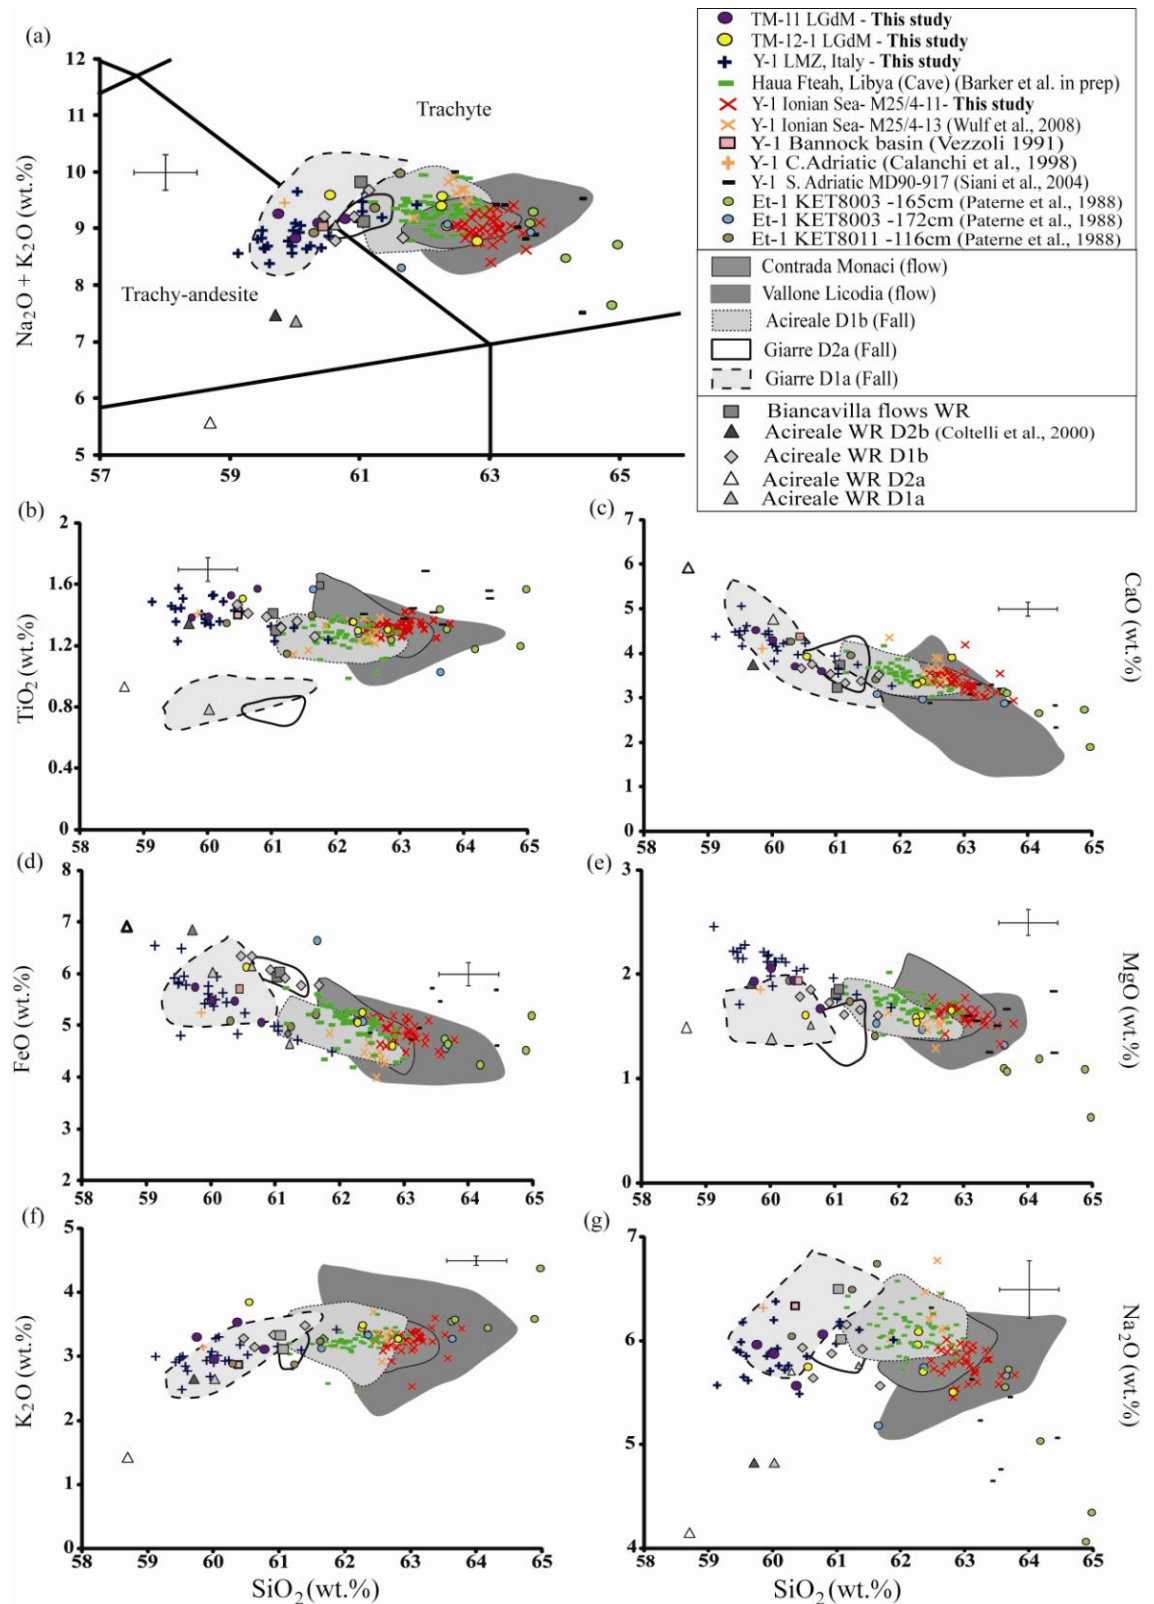 (a)
12
11
10
9
8
7
6
5
57
59
61
63
65
Na₂O + K₂O (wt.%)
Trachyte
Trachy-andesite
TM-11 LGdM - This study
TM-12-1 LGdM - This study
Y-1 LMZ, Italy - This study
Haua Fteah, Libya (Cave) (Barker et al. in prep)
Y-1 Ionian Sea- M25/4-11- This study
Y-1 Ionian Sea- M25/4-13 (Wulf et al., 2008)
Y-1 Bannock basin (Vezzoli 1991)
Y-1 C.Adriatic (Calanchi et al., 1998)
Y-1 S. Adriatic MD90-917 (Siani et al., 2004)
Et-1 KET8003 -165cm (Paterne et al., 1988)
Et-1 KET8003 -172cm (Paterne et al., 1988)
Et-1 KET8011 -116cm (Paterne et al., 1988)
Contrada Monaci (flow)
Vallone Licodia (flow)
Acireale D1b (Fall)
Giarre D2a (Fall)
Giarre D1a (Fall)
Biancavilla flows WR
Acireale WR D2b (Coltelli et al., 2000)
Acireale WR D1b
Acireale WR D2a
Acireale WR D1a
(b)
2
1.6
1.2
0.8
0.4
0
58 59 60 61 62 63 64 65
TiO₂ (wt.%)
(c)
7
6
5
4
3
2
1
0
58 59 60 61 62 63 64 65
CaO (wt.%)
(d)
8
7
6
5
4
3
2
58 59 60 61 62 63 64 65
FeO (wt.%)
(e)
3
2
1
0
58 59 60 61 62 63 64 65
MgO (wt.%)
(f)
5
4
3
2
1
0
58 59 60 61 62 63 64 65
K₂O (wt.%)
SiO₂ (wt.%)
(g)
7
6
5
4
58 59 60 61 62 63 64 65
Na₂O (wt.%)
SiO₂ (wt.%)